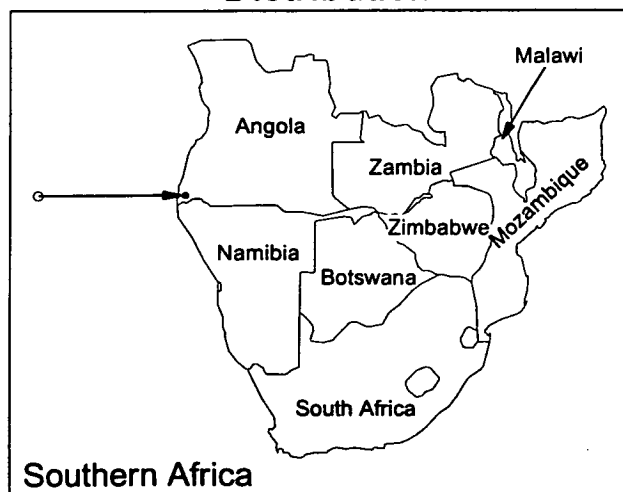 Malawi
Angola
Zambia
Mozambique
Zimbabwe
Namibia
Botswana
South Africa
Southern Africa